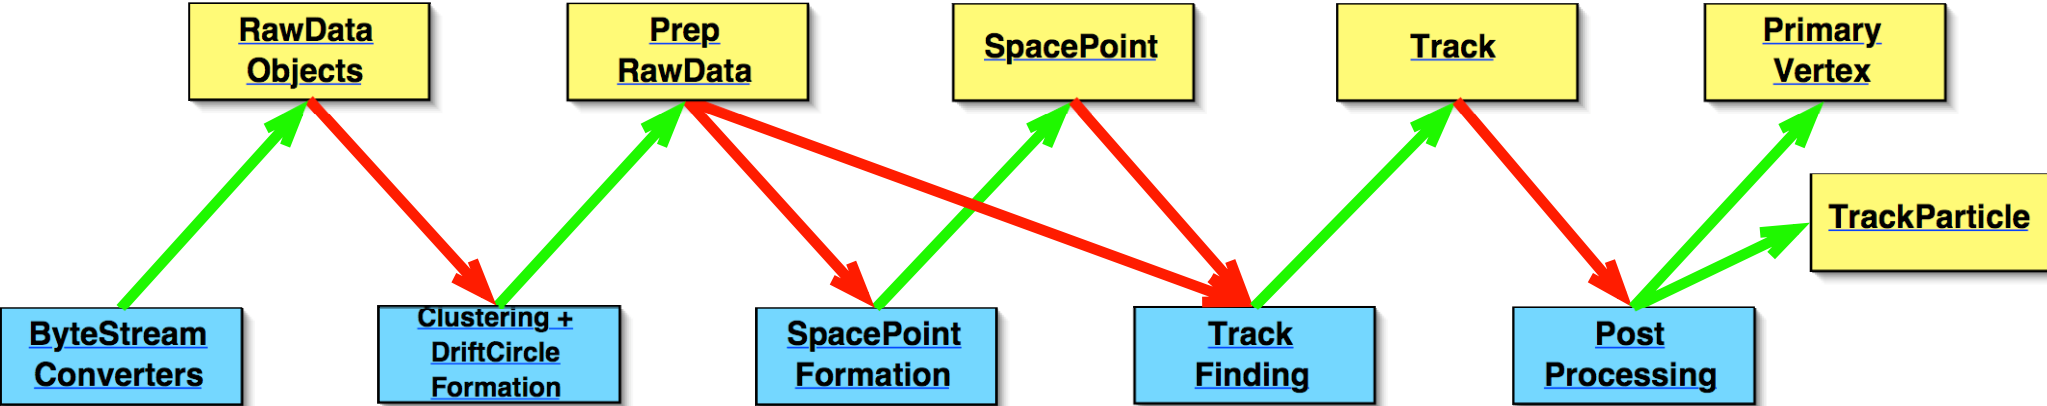 RawData
Objects
Prep
RawData
SpacePoint
Track
Primary
Vertex
TrackParticle
ByteStream
Converters
Clustering +
DriftCircle
Formation
SpacePoint
Formation
Track
Finding
Post
Processing